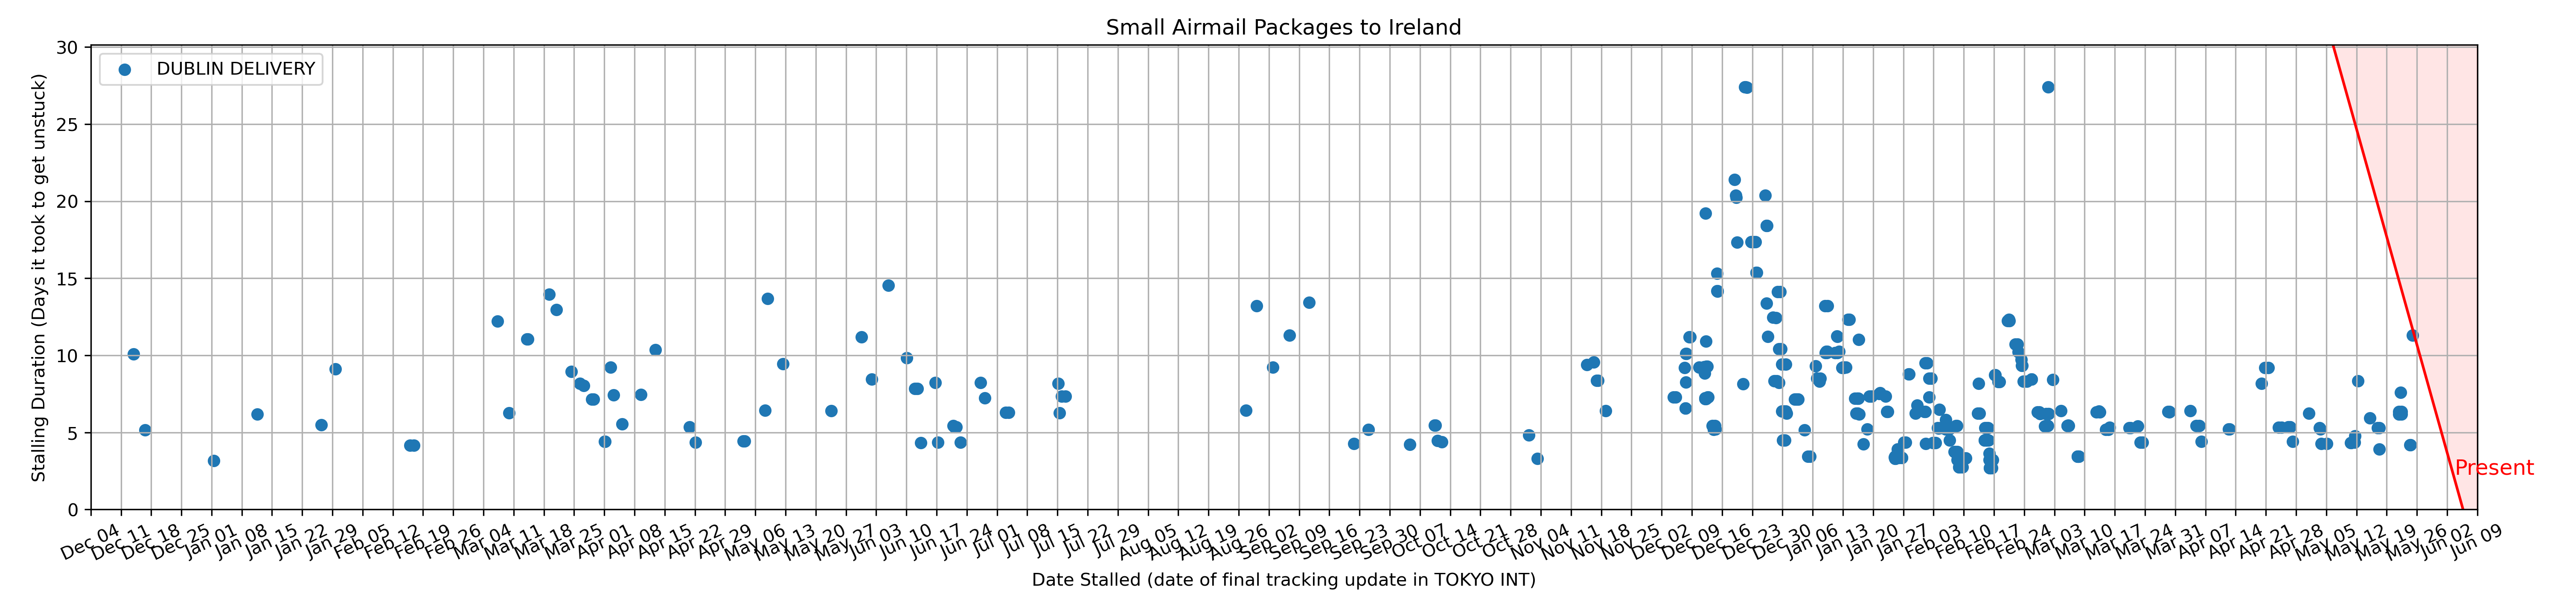 Small Airmail Packages to Ireland
DUBLIN DELIVERY
Stalling Duration (Days it took to get unstuck)
30
25
20
15
10
5
0
Present
Dec 04 Dec 11 Dec 18 Dec 25 Jan 01 Jan 08 Jan 15 Jan 22 Jan 29 Feb 05 Feb 12 Feb 19 Feb 26 Mar 04 Mar 11 Mar 18 Mar 25 Apr 01 Apr 08 Apr 15 Apr 22 Apr 29 May 06 May 13 May 20 May 27 Jun 03 Jun 10 Jun 17 Jun 24 Jul 01 Jul 08 Jul 15 Jul 22 Jul 29 Aug 05 Aug 12 Aug 19 Aug 26 Sep 02 Sep 09 Sep 16 Sep 23 Sep 30 Oct 07 Oct 14 Oct 21 Oct 28 Nov 04 Nov 11 Nov 18 Nov 25 Dec 02 Dec 09 Dec 16 Dec 23 Dec 30 Jan 06 Jan 13 Jan 20 Jan 27 Feb 03 Feb 10 Feb 17 Feb 24 Mar 03 Mar 10 Mar 17 Mar 24 Mar 31 Apr 07 Apr 14 Apr 21 Apr 28 May 05 May 12 May 19 May 26 Jun 02 Jun 09
Date Stalled (date of final tracking update in TOKYO INT)